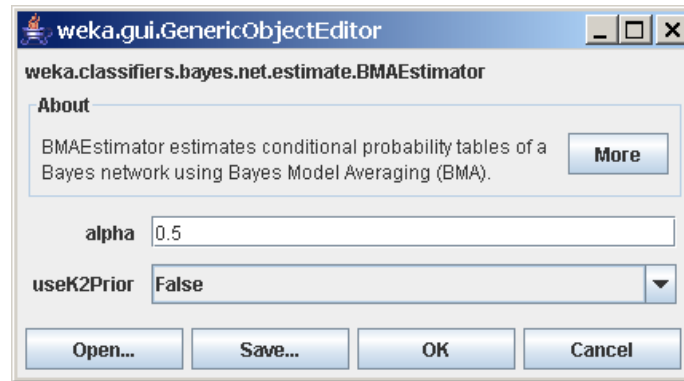 weka.gui.GenericObjectEditor
weka.classifiers.bayes.net.estimate.BMAEstimator
About
BMAEstimator estimates conditional probability tables of a
Bayes network using Bayes Model Averaging (BMA).
More
alpha 0.5
useK2Prior False
Open... Save... OK Cancel